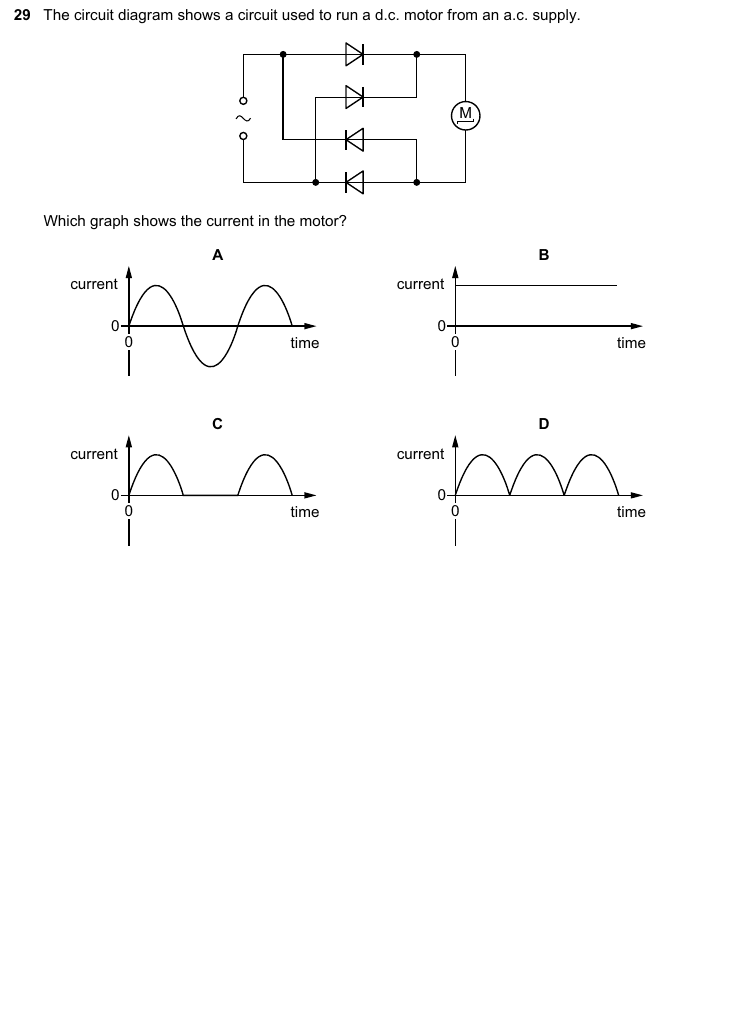 29 The circuit diagram shows a circuit used to run a d.c. motor from an a.c. supply.
M
Which graph shows the current in the motor?
A
current
0
0
time
B
current
0
0
time
C
current
0
0
time
D
current
0
0
time